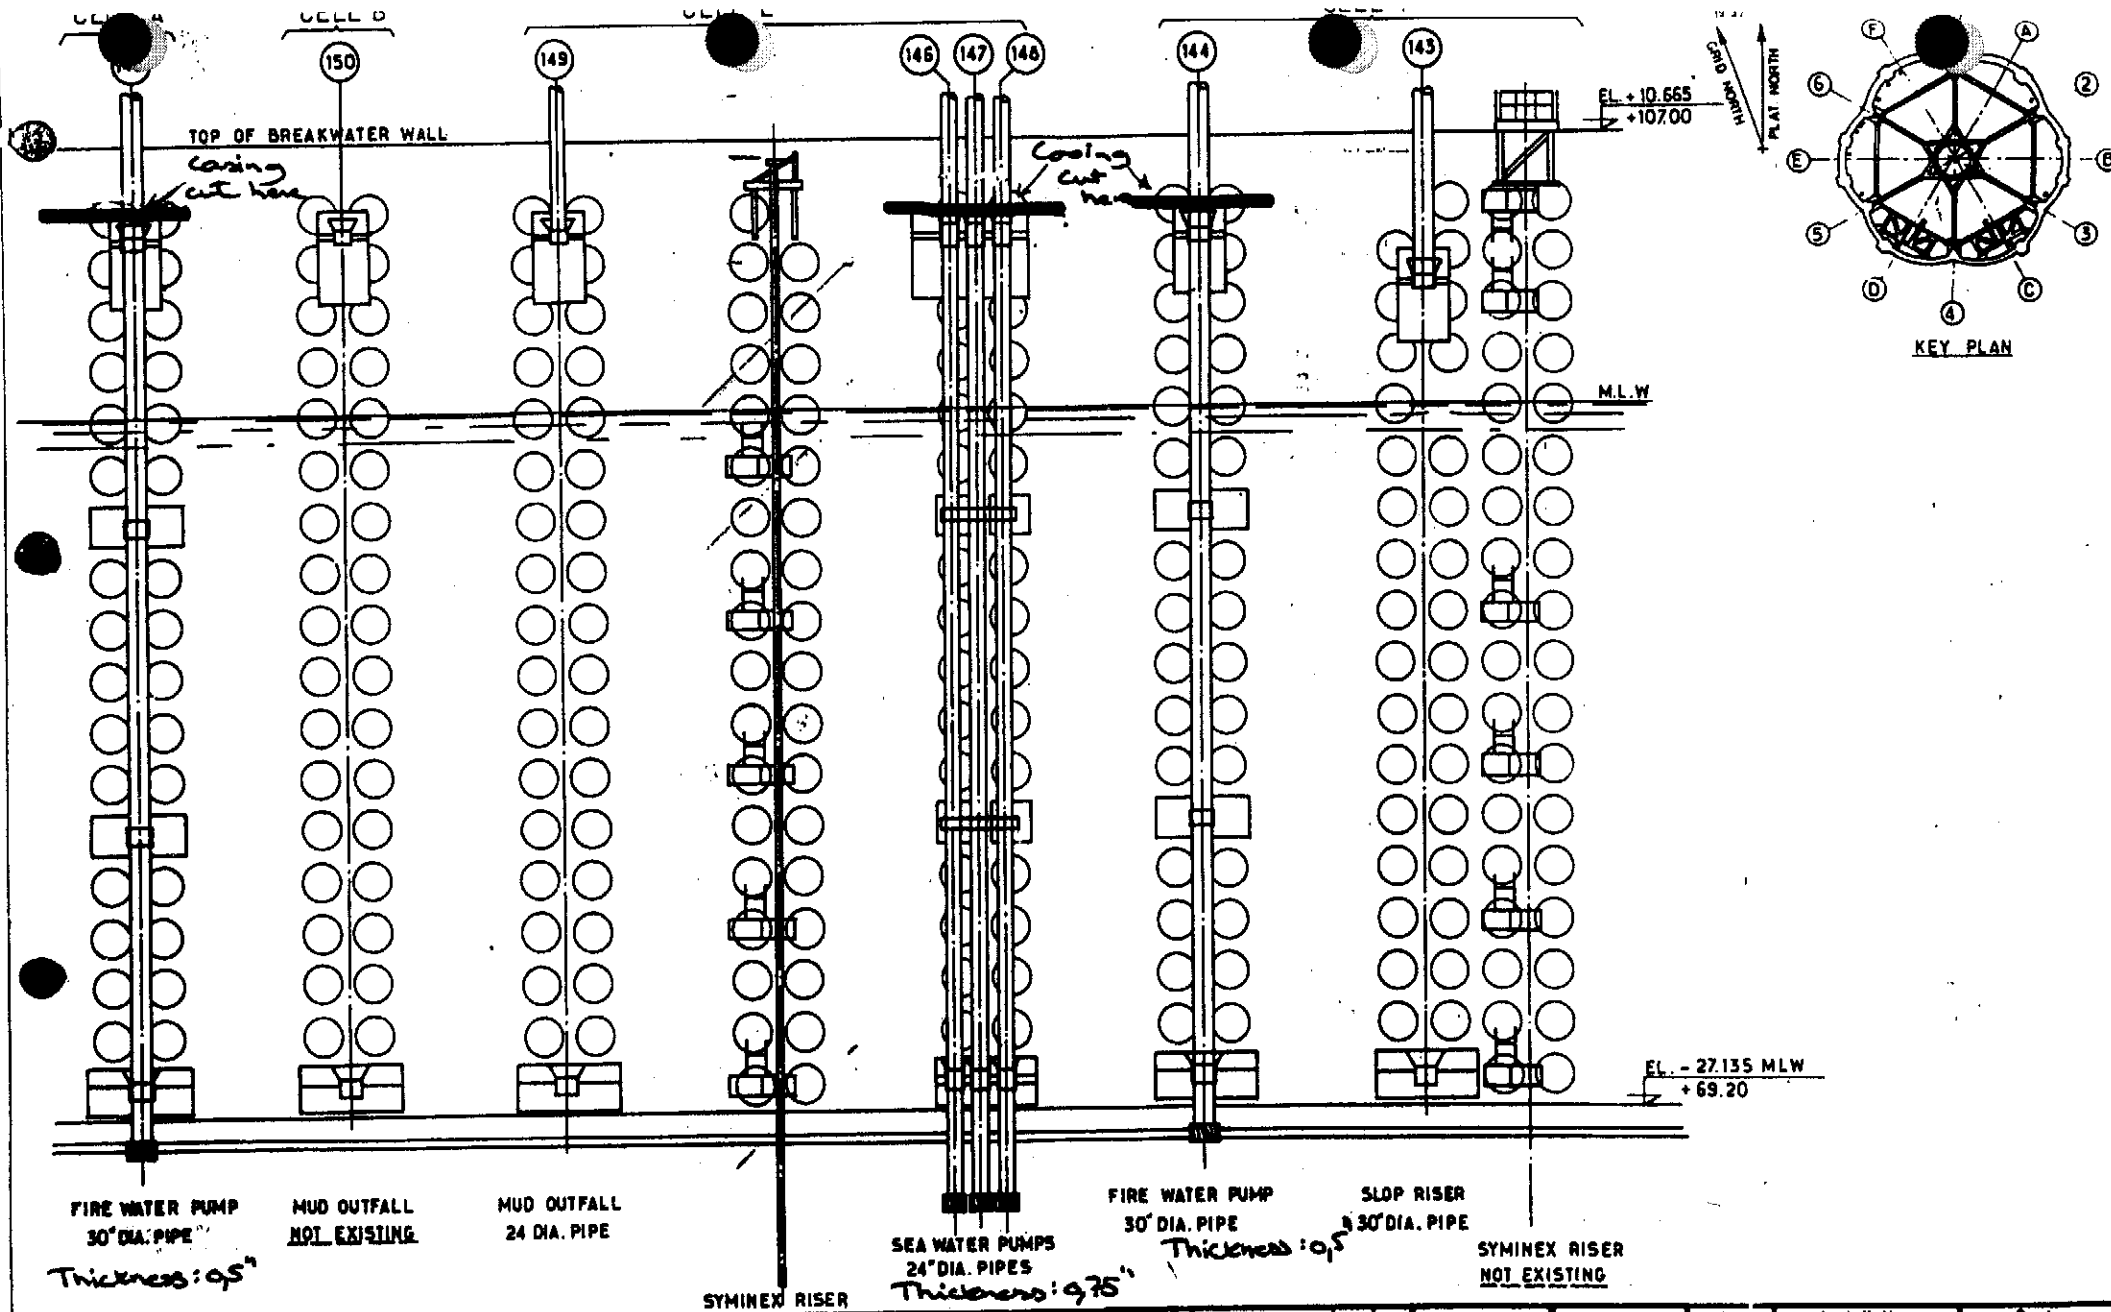 150
149
146
147
148
144
143
TOP OF BREAKWATER WALL
Casing
cut here
Casing
cut
here
EL. + 10.665
+107.00
GRID NORTH
PLAT NORTH
F
A
6
2
E
B
5
3
D
C
4
KEY PLAN
M.L.W
EL. - 27.135 MLW
+ 69.20
FIRE WATER PUMP
30" DIA. PIPE
Thickness: 0,5"
MUD OUTFALL
NOT EXISTING
MUD OUTFALL
24 DIA. PIPE
SYMINEX RISER
SEA WATER PUMPS
24" DIA. PIPES
Thickness: 0,75"
FIRE WATER PUMP
30" DIA. PIPE
Thickness: 0,5
SLOP RISER
30" DIA. PIPE
SYMINEX RISER
NOT EXISTING